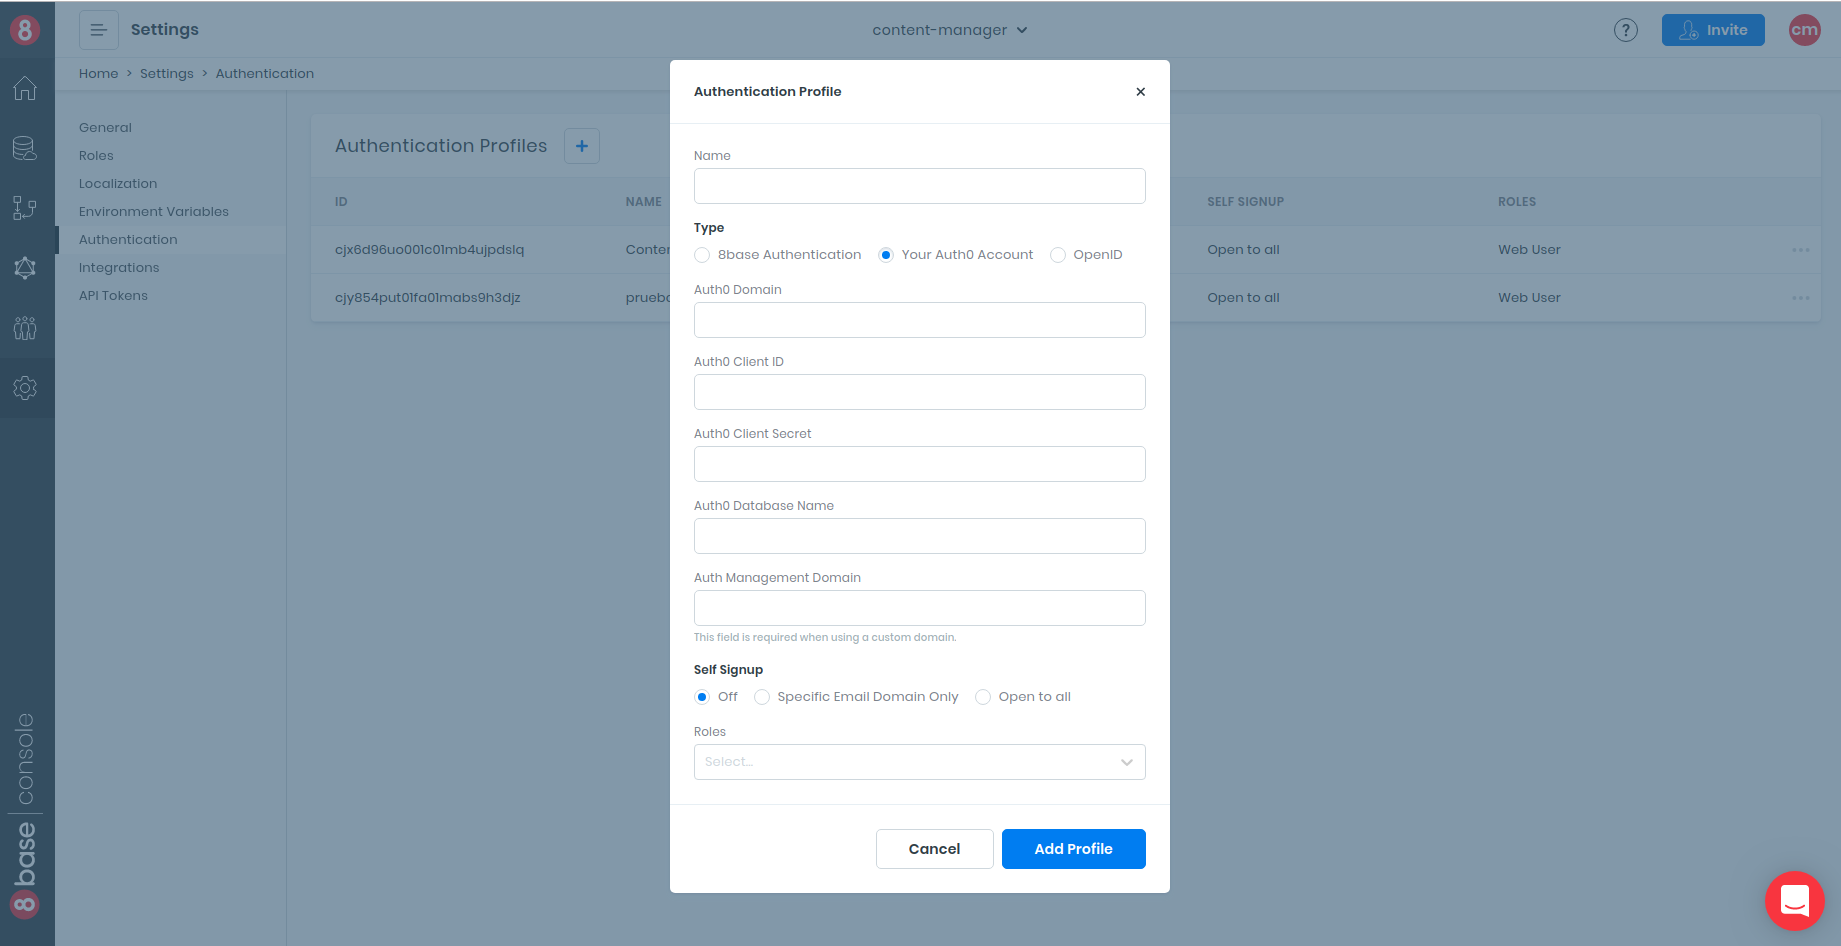 8
Settings
content-manager
?
Invite
cm
Home > Settings > Authentication
General
Roles
Localization
Environment Variables
Authentication
Integrations
API Tokens
Authentication Profiles +
ID NAME SELF SIGNUP ROLES
cjx6d96uo001c01mb4ujpdslq Conte Open to all Web User
cjy854put01fa01mabs9h3djz prueb Open to all Web User
Authentication Profile
Name
Type
8base Authentication Your Auth0 Account OpenID
Auth0 Domain
Auth0 Client ID
Auth0 Client Secret
Auth0 Database Name
Auth Management Domain
This field is required when using a custom domain.
Self Signup
Off Specific Email Domain Only Open to all
Roles
Select...
Cancel Add Profile
8 8base | console